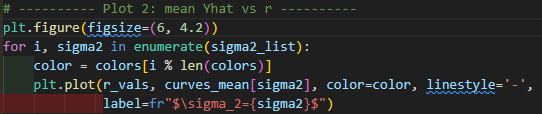 # ---------- Plot 2: mean Yhat vs r ----------
plt.figure(figsize=(6, 4.2))
for i, sigma2 in enumerate(sigma2_list):
    color = colors[i % len(colors)]
    plt.plot(r_vals, curves_mean[sigma2], color=color, linestyle='-',
             label=fr"$\sigma_2={sigma2}$")